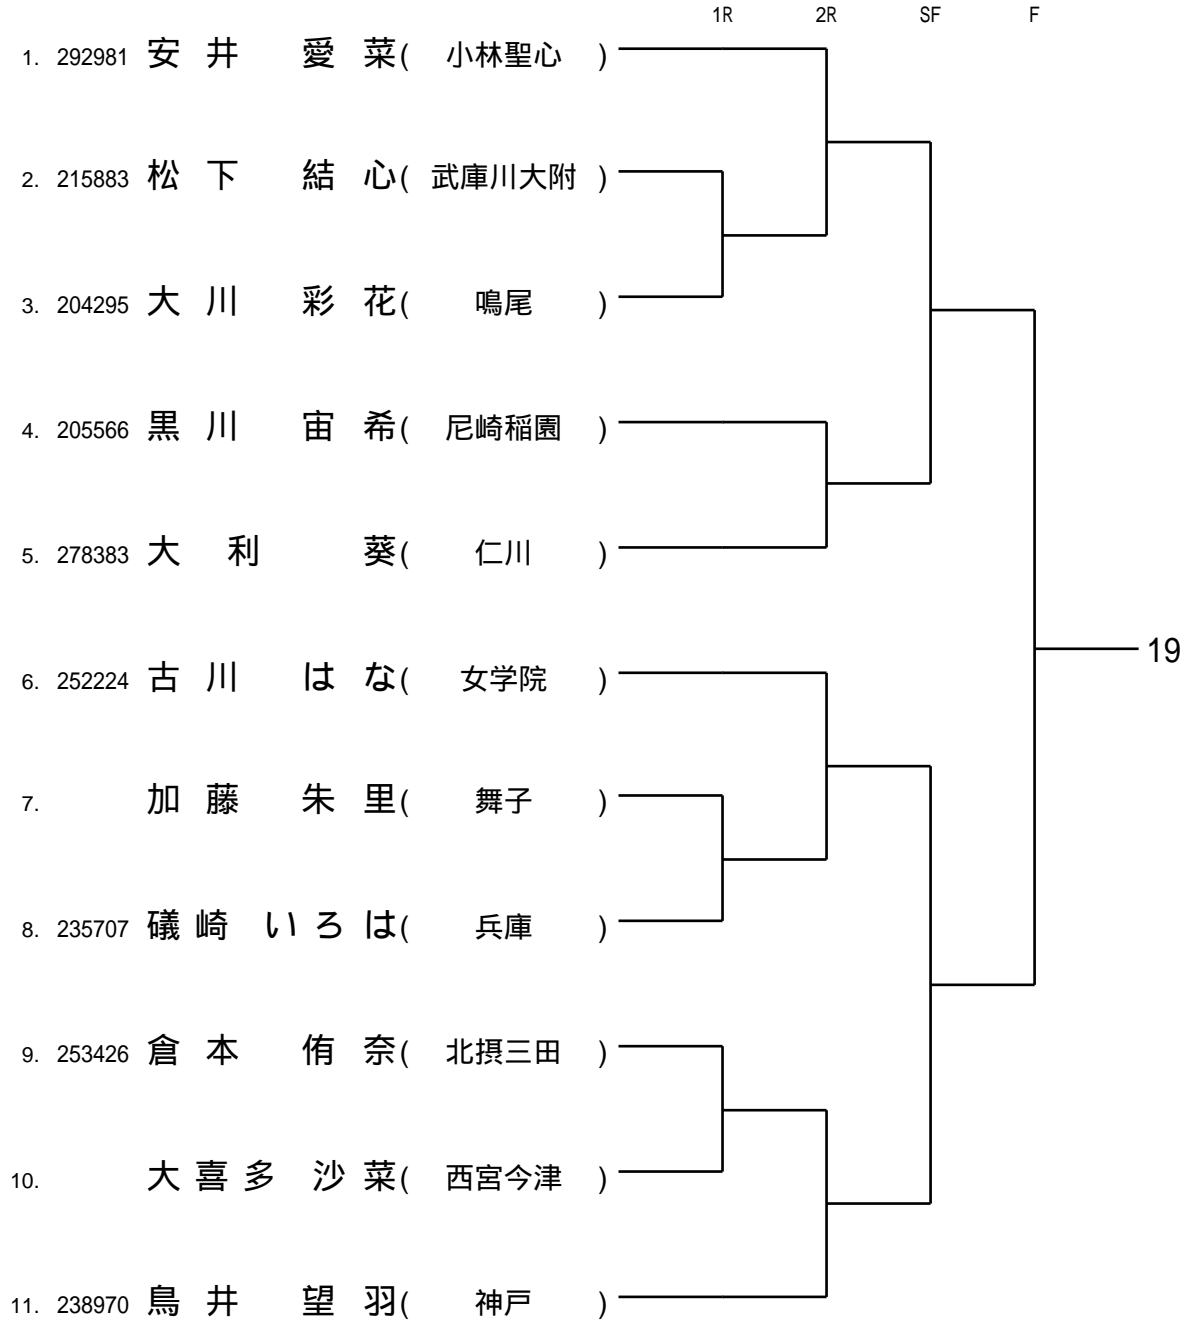 1R 2R SF F
1. 292981 安井 愛菜( 小林聖心 )
2. 215883 松下 結心( 武庫川大附 )
3. 204295 大川 彩花( 鳴尾 )
4. 205566 黒川 宙希( 尼崎稲園 )
5. 278383 大利 葵( 仁川 )
19
6. 252224 古川 はな( 女学院 )
7. 加藤 朱里( 舞子 )
8. 235707 礒崎 いろは( 兵庫 )
9. 253426 倉本 侑奈( 北摂三田 )
10. 大喜多 沙菜( 西宮今津 )
11. 238970 鳥井 望羽( 神戸 )